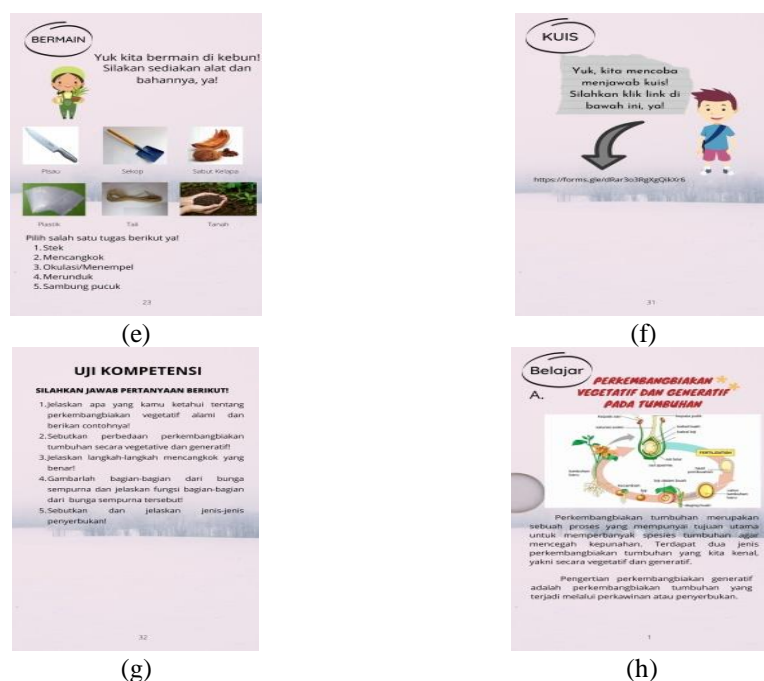 BERMAIN
Yuk kita bermain di kebun!
Silakan sediakan alat dan
bahannya, ya!
Pisau
Sekop
Sabut Kelapa
Plastik
Tali
Tanah
Pilih salah satu tugas berikut ya!
1. Stek
2. Mencangkok
3. Okulasi/Menempel
4. Merunduk
5. Sambung pucuk
23
(e)
KUIS
Yuk, kita mencoba
menjawab kuis!
Silahkan klik link di
bawah ini, ya!
31
(f)
UJI KOMPETENSI
SILAHKAN JAWAB PERTANYAAN BERIKUT!
1. Jelaskan apa yang kamu ketahui tentang
perkembangbiakan vegetatif alami dan
berikan contohnya!
2. Sebutkan perbedaan perkembangbiakan
tumbuhan secara vegetative dan generatif!
3. Jelaskan langkah-langkah mencangkok yang
benar!
4. Gambarlah bagian-bagian dari bunga
sempurna dan jelaskan fungsi bagian-bagian
dari bunga sempurna tersebut!
5. Sebutkan dan jelaskan jenis-jenis
penyerbukan!
32
(g)
Belajar
A.
PERKEMBANGBIAKAN
VEGETATIF DAN GENERATIF
PADA TUMBUHAN
Perkembangbiakan tumbuhan merupakan
sebuah proses yang mempunyai tujuan utama
untuk memperbanyak spesies tumbuhan agar
mencegah kepunahan. Terdapat dua jenis
perkembangbiakan tumbuhan yang kita kenal,
yakni secara vegetatif dan generatif.
Pengertian perkembangbiakan generatif
adalah perkembangbiakan tumbuhan yang
terjadi melalui perkawinan atau penyerbukan.
1
(h)